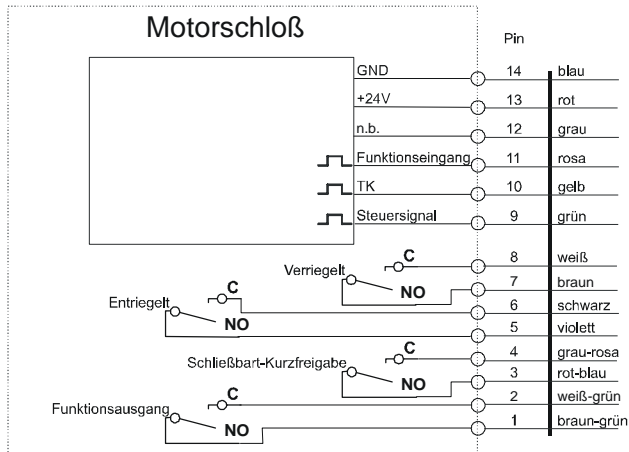 Motorschloß
Pin
GND 14 blau
+24V 13 rot
n.b. 12 grau
Funktionseingang 11 rosa
TK 10 gelb
Steuersignal 9 grün
C 8 weiß
Verriegelt
NO 7 braun
C 6 schwarz
Entriegelt
NO 5 violett
C 4 grau-rosa
Schließbart-Kurzfreigabe
NO 3 rot-blau
C 2 weiß-grün
Funktionsausgang
NO 1 braun-grün